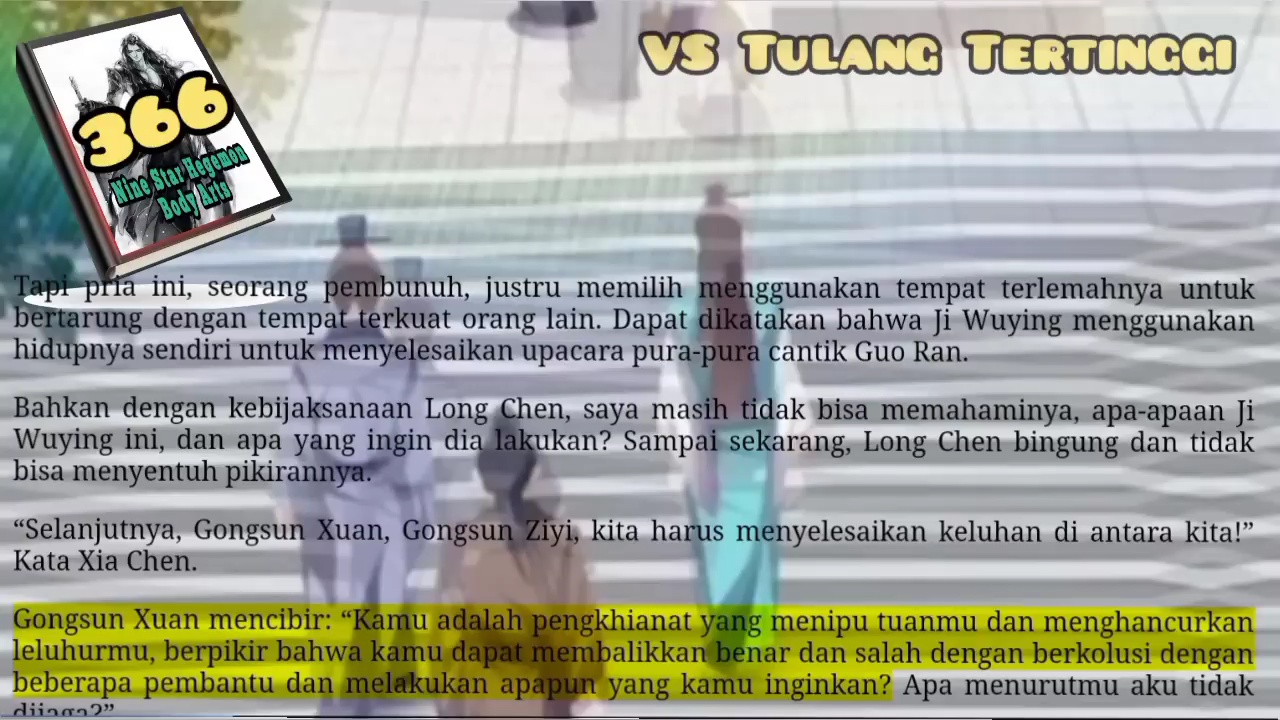 VS Tulang Tertinggi
366
Nine Star Hegemon
Body Arts
Tapi pria ini, seorang pembunuh, justru memilih menggunakan tempat terlemahnya untuk
bertarung dengan tempat terkuat orang lain. Dapat dikatakan bahwa Ji Wuying menggunakan
hidupnya sendiri untuk menyelesaikan upacara pura-pura cantik Guo Ran.
Bahkan dengan kebijaksanaan Long Chen, saya masih tidak bisa memahaminya, apa-apaan Ji
Wuying ini, dan apa yang ingin dia lakukan? Sampai sekarang, Long Chen bingung dan tidak
bisa menyentuh pikirannya.
“Selanjutnya, Gongsun Xuan, Gongsun Ziyi, kita harus menyelesaikan keluhan di antara kita!”
Kata Xia Chen.
Gongsun Xuan mencibir: “Kamu adalah pengkhianat yang menipu tuanmu dan menghancurkan
leluhurmu, berpikir bahwa kamu dapat membalikkan benar dan salah dengan berkolusi dengan
beberapa pembantu dan melakukan apapun yang kamu inginkan? Apa menurutmu aku tidak
dijaga?”